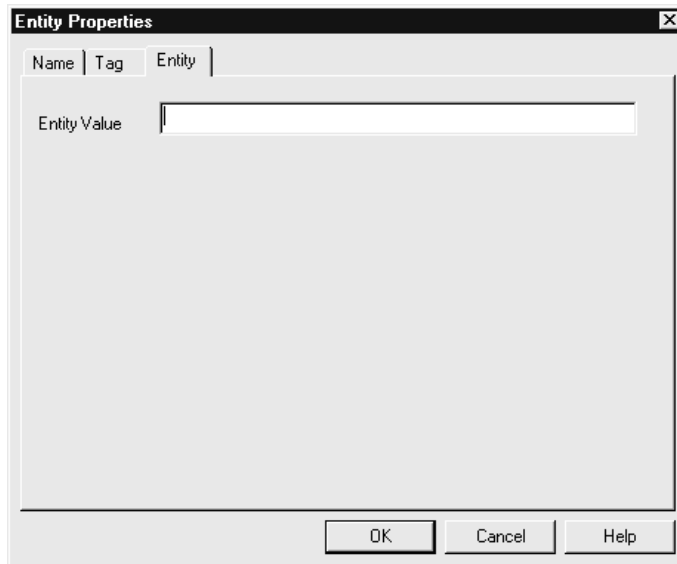 Entity Properties
Name Tag Entity
Entity Value
OK Cancel Help